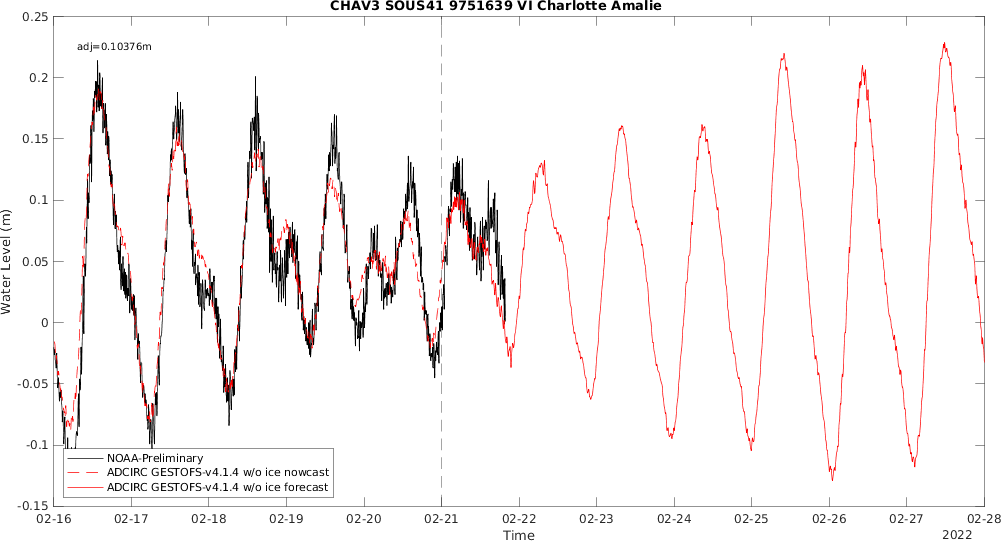 CHAV3 SOUS41 9751639 VI Charlotte Amalie
adj=0.10376m
0.25
0.2
0.15
0.1
0.05
0
-0.05
-0.1
-0.15
Water Level (m)
NOAA-Preliminary
ADCIRC GESTOFS-v4.1.4 w/o ice nowcast
ADCIRC GESTOFS-v4.1.4 w/o ice forecast
02-16 02-17 02-18 02-19 02-20 02-21 02-22 02-23 02-24 02-25 02-26 02-27 02-28
Time
2022